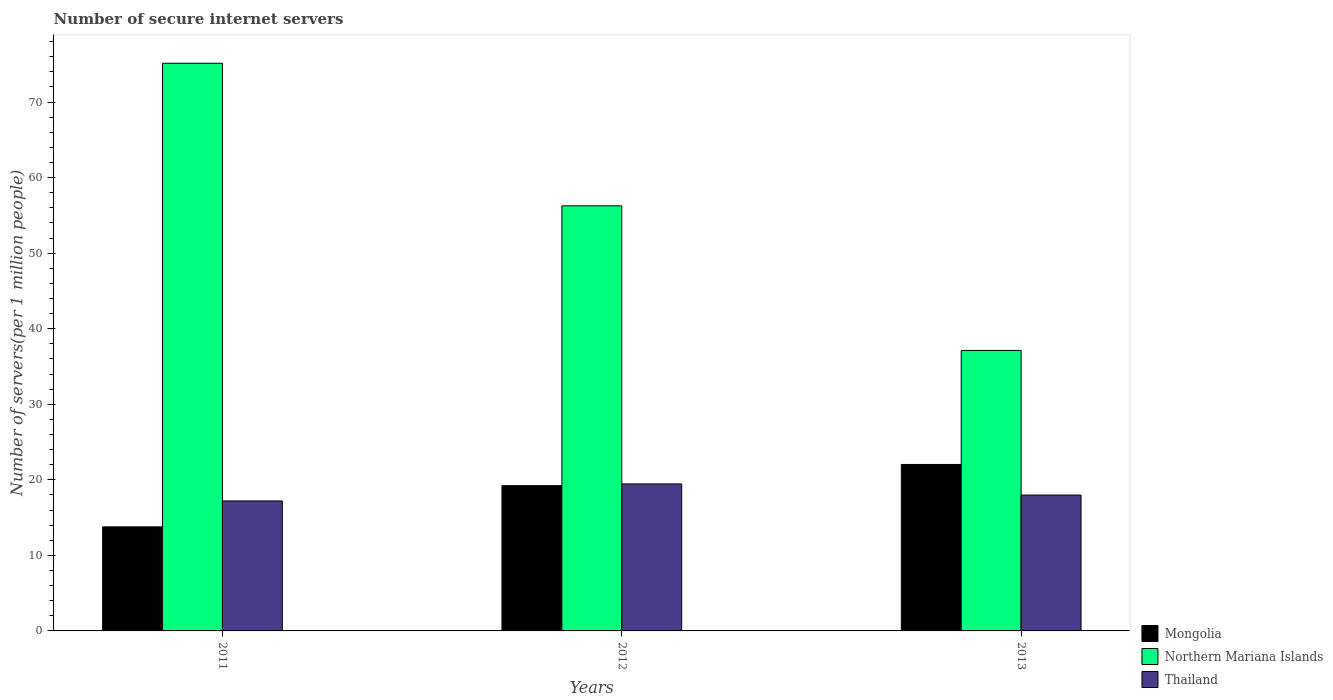 Number of secure internet servers
Number of servers(per 1 million people)
70
60
50
40
30
20
10
0
2011
2012
2013
Years
Mongolia
Northern Mariana Islands
Thailand